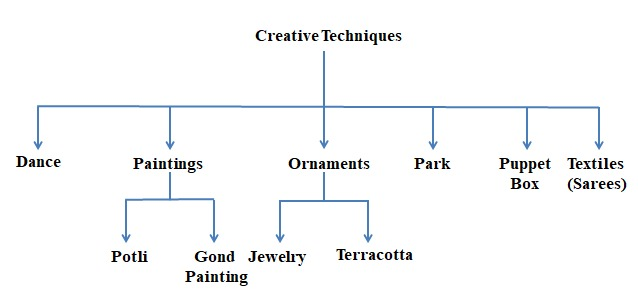 Creative Techniques
Dance
Paintings
Ornaments
Park
Puppet
Box
Textiles
(Sarees)
Potli
Gond
Painting
Jewelry
Terracotta